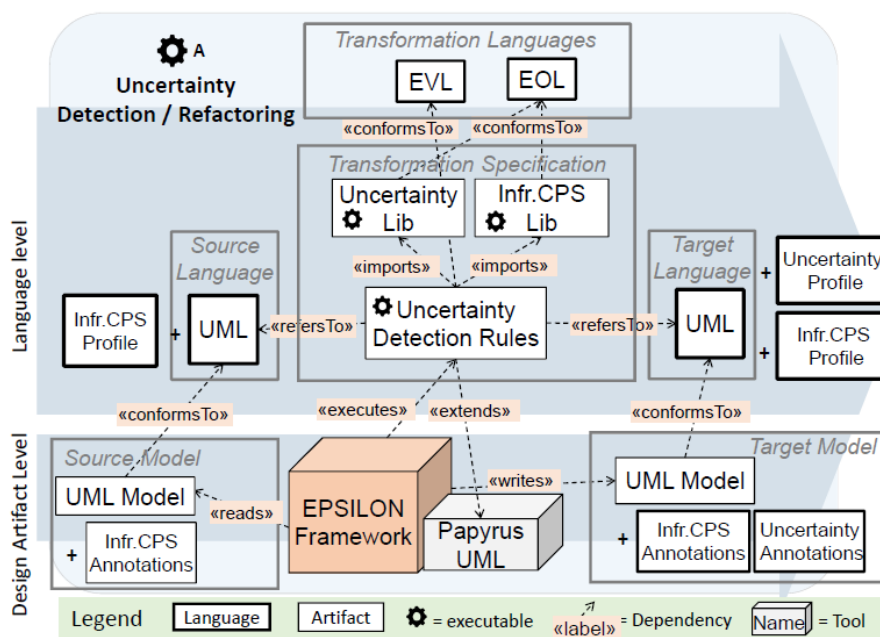 A
Uncertainty
Detection / Refactoring
Transformation Languages
EVL
EOL
«conformsTo»
«conformsTo»
Transformation Specification
Uncertainty
Lib
Infr.CPS
Lib
«imports»
«imports»
Uncertainty
Detection Rules
Language level
Source
Language
Infr.CPS
Profile
+
UML
«refersTo»
«refersTo»
Target
Language
UML
+
Uncertainty
Profile
+
Infr.CPS
Profile
«conformsTo»
«executes»
«extends»
«conformsTo»
Design Artifact Level
Source Model
UML Model
+
Infr.CPS
Annotations
«reads»
EPSILON
Framework
Papyrus
UML
«writes»
Target Model
UML Model
+
Infr.CPS
Annotations
Uncertainty
Annotations
Legend
Language
Artifact
= executable
«label»
= Dependency
Name
= Tool